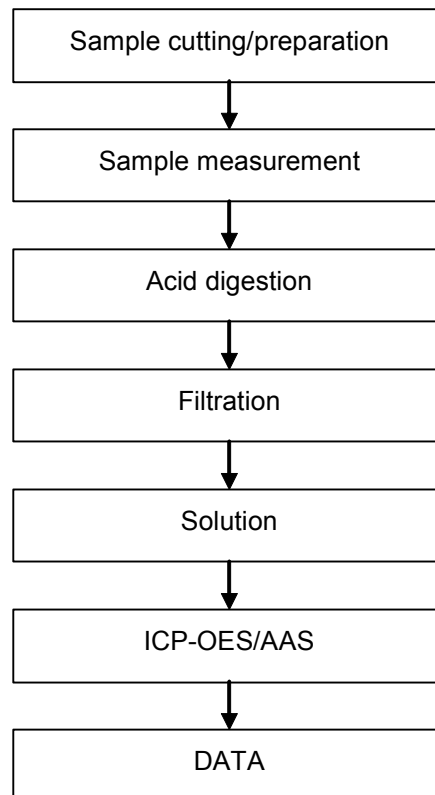 Sample cutting/preparation
Sample measurement
Acid digestion
Filtration
Solution
ICP-OES/AAS
DATA